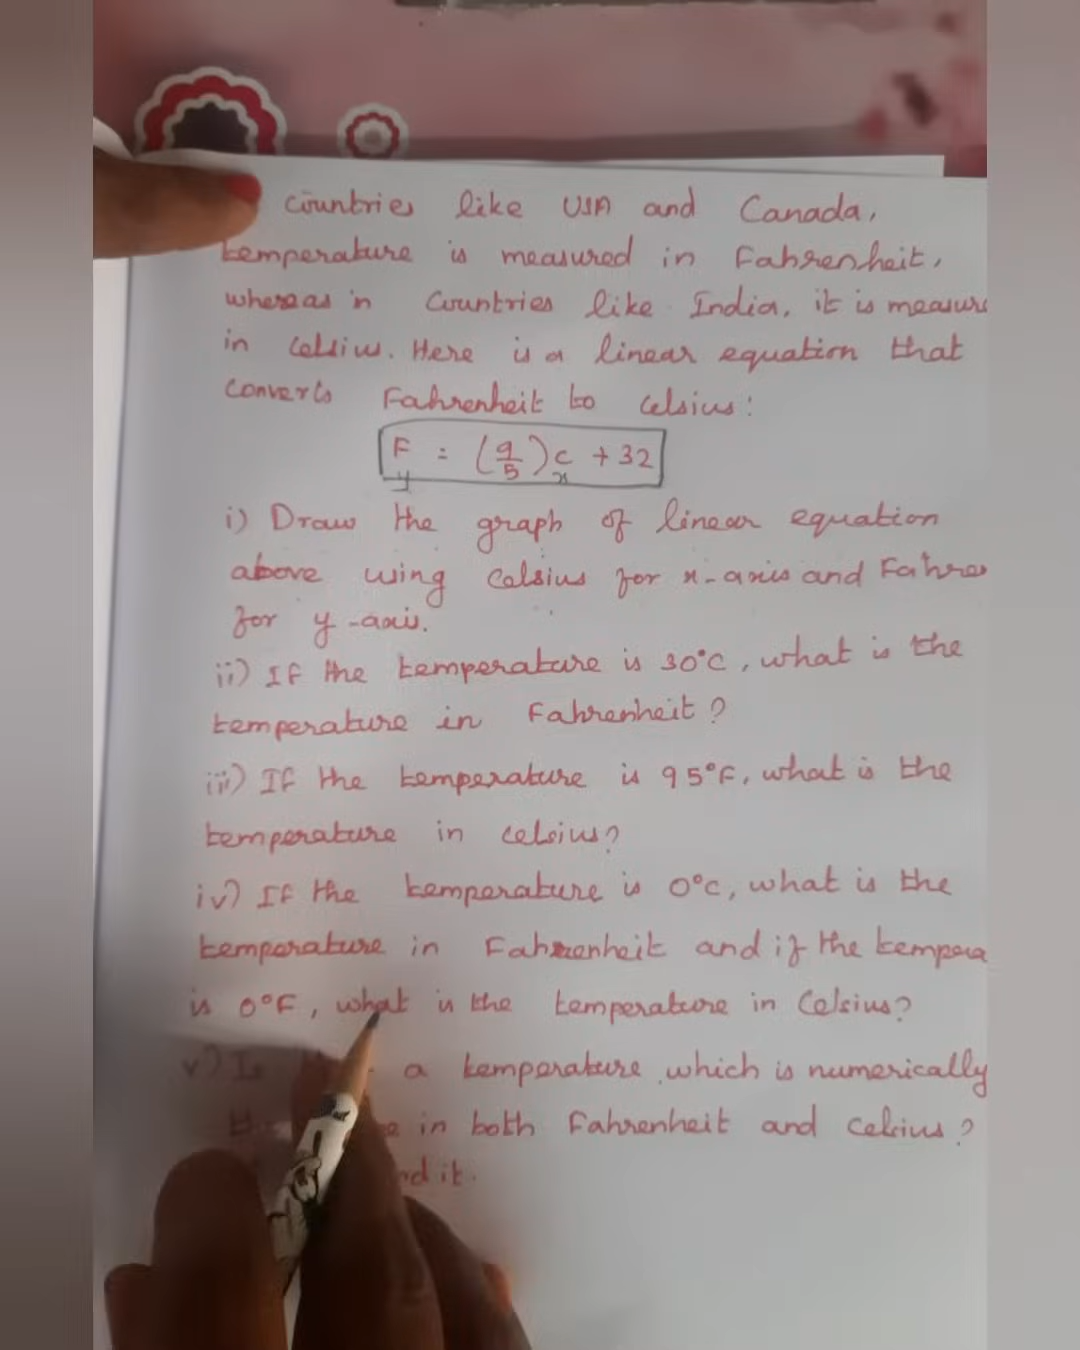 countries like USA and Canada,
temperature is measured in Fahrenheit,
whereas in Countries like India, it is measure
in Celsius. Here is a linear equation that
converts Fahrenheit to Celsius:
F = (9/5)c + 32
y x
i) Draw the graph of linear equation
above using Celsius for x-axis and Fahre
for y-axis.
ii) If the temperature is 30°C, what is the
temperature in Fahrenheit?
iii) If the temperature is 95°F, what is the
temperature in Celsius?
iv) If the temperature is 0°C, what is the
temperature in Fahrenheit and if the tempera
is 0°F, what is the temperature in Celsius?
v) Is a temperature which is numerically
in both Fahrenheit and Celsius?
it.